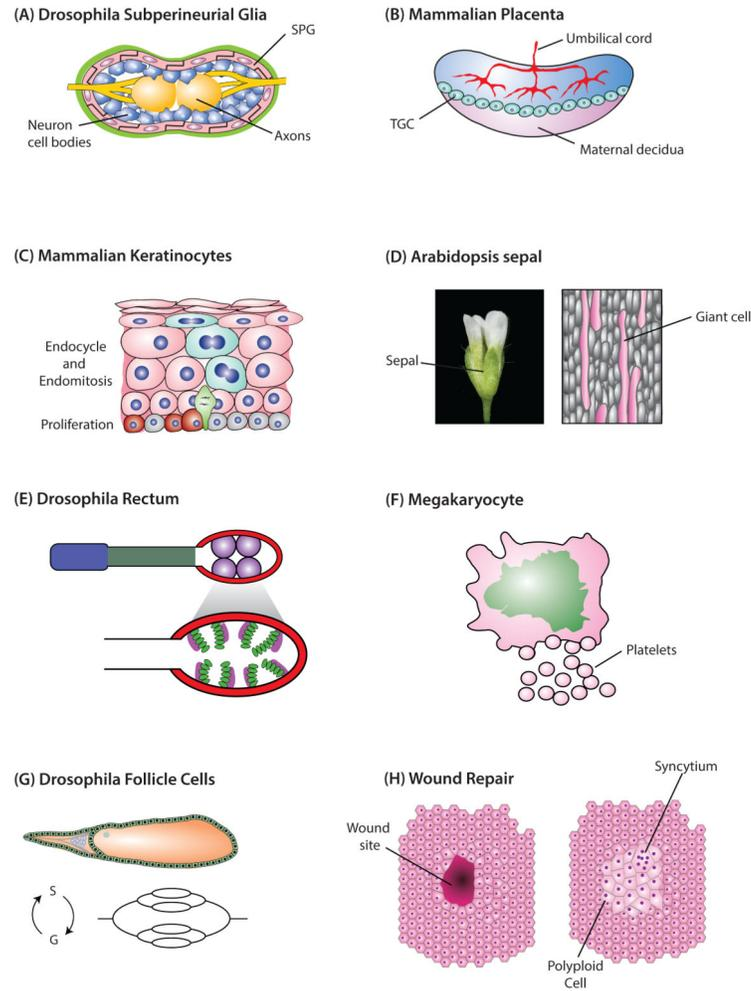 (A) Drosophila Subperineurial Glia
SPG
Neuron
cell bodies
Axons
(B) Mammalian Placenta
Umbilical cord
TGC
Maternal decidua
(C) Mammalian Keratinocytes
Endocycle
and
Endomitosis
Proliferation
(D) Arabidopsis sepal
Sepal
Giant cell
(E) Drosophila Rectum
(F) Megakaryocyte
Platelets
(G) Drosophila Follicle Cells
S
G
(H) Wound Repair
Syncytium
Wound
site
Polyploid
Cell